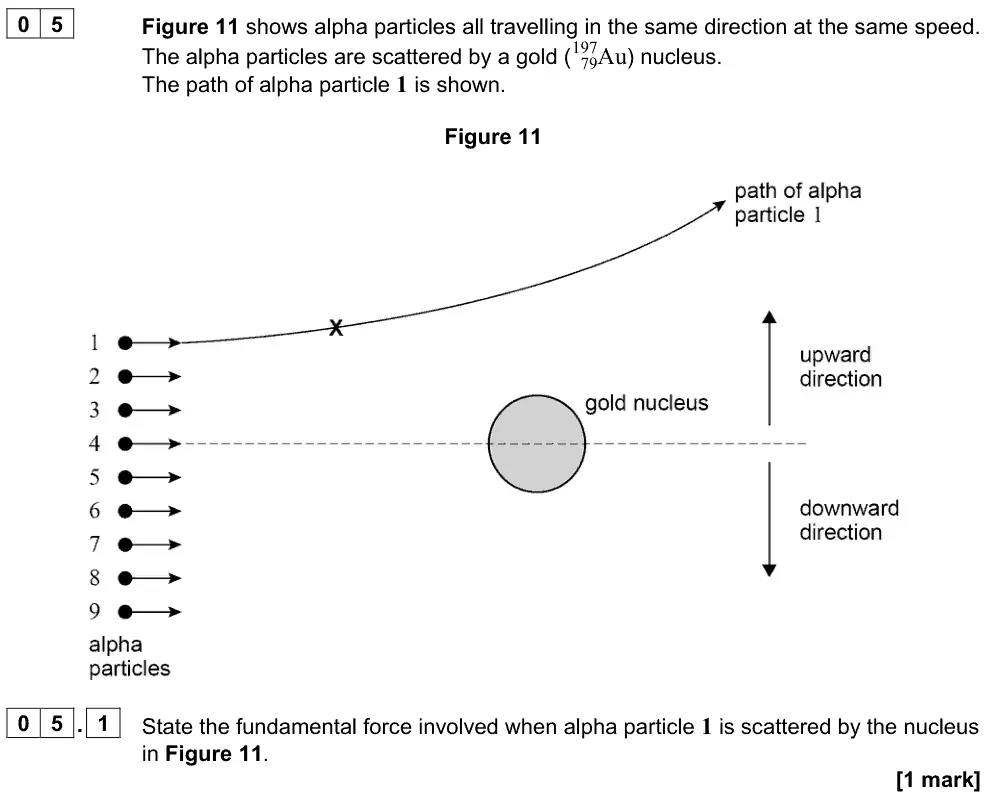 0 5
Figure 11 shows alpha particles all travelling in the same direction at the same speed.
The alpha particles are scattered by a gold (¹⁹⁷₇₉Au) nucleus.
The path of alpha particle 1 is shown.
Figure 11
path of alpha
particle 1
X
1
2
3
4
5
6
7
8
9
alpha
particles
gold nucleus
upward
direction
downward
direction
0 5 . 1
State the fundamental force involved when alpha particle 1 is scattered by the nucleus
in Figure 11.
[1 mark]